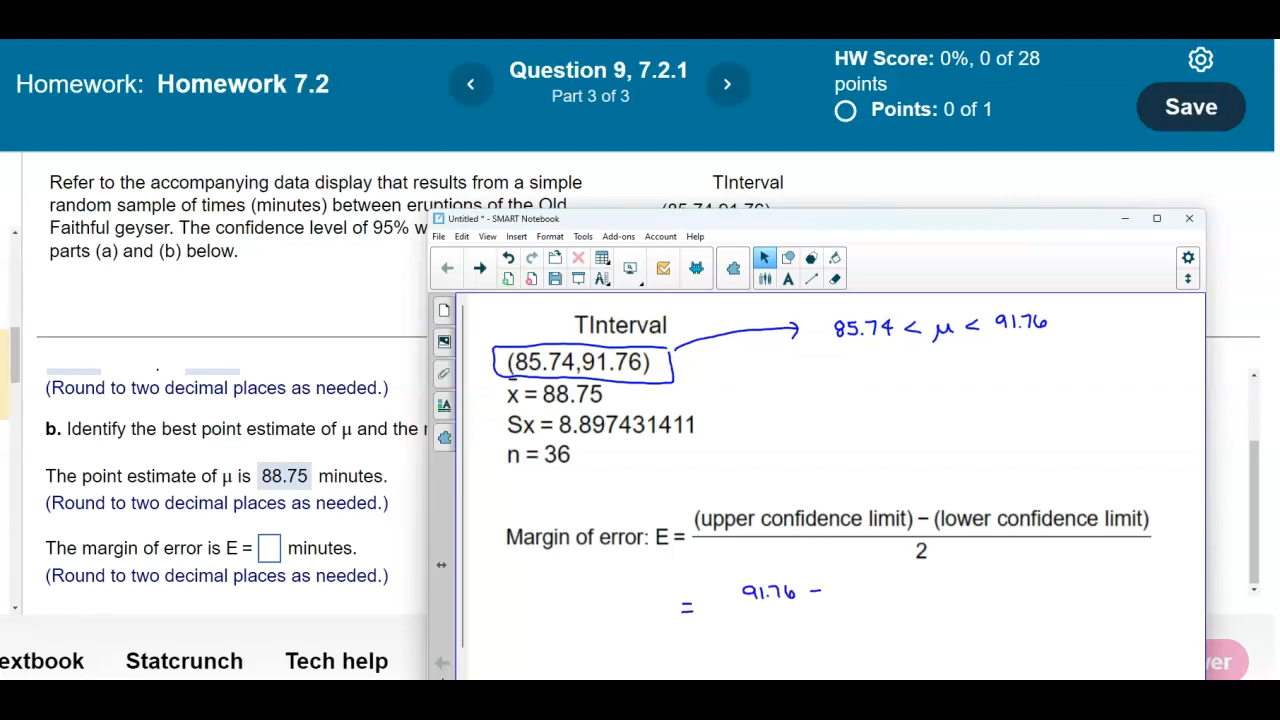 Homework: Homework 7.2
Question 9, 7.2.1
Part 3 of 3
HW Score: 0%, 0 of 28
points
Points: 0 of 1
Save
Refer to the accompanying data display that results from a simple
random sample of times (minutes) between eruptions of the Old
Faithful geyser. The confidence level of 95% w
parts (a) and (b) below.
TInterval
(85.74,91.76)
(Round to two decimal places as needed.)
b. Identify the best point estimate of μ and the
The point estimate of μ is 88.75 minutes.
(Round to two decimal places as needed.)
The margin of error is E = minutes.
(Round to two decimal places as needed.)
extbook Statcrunch Tech help
Untitled * - SMART Notebook
File Edit View Insert Format Tools Add-ons Account Help
TInterval
(85.74,91.76)
x̄ = 88.75
Sx = 8.897431411
n = 36
85.74 < μ < 91.76
Margin of error: E = (upper confidence limit) − (lower confidence limit)
2
= 91.76 −
wer